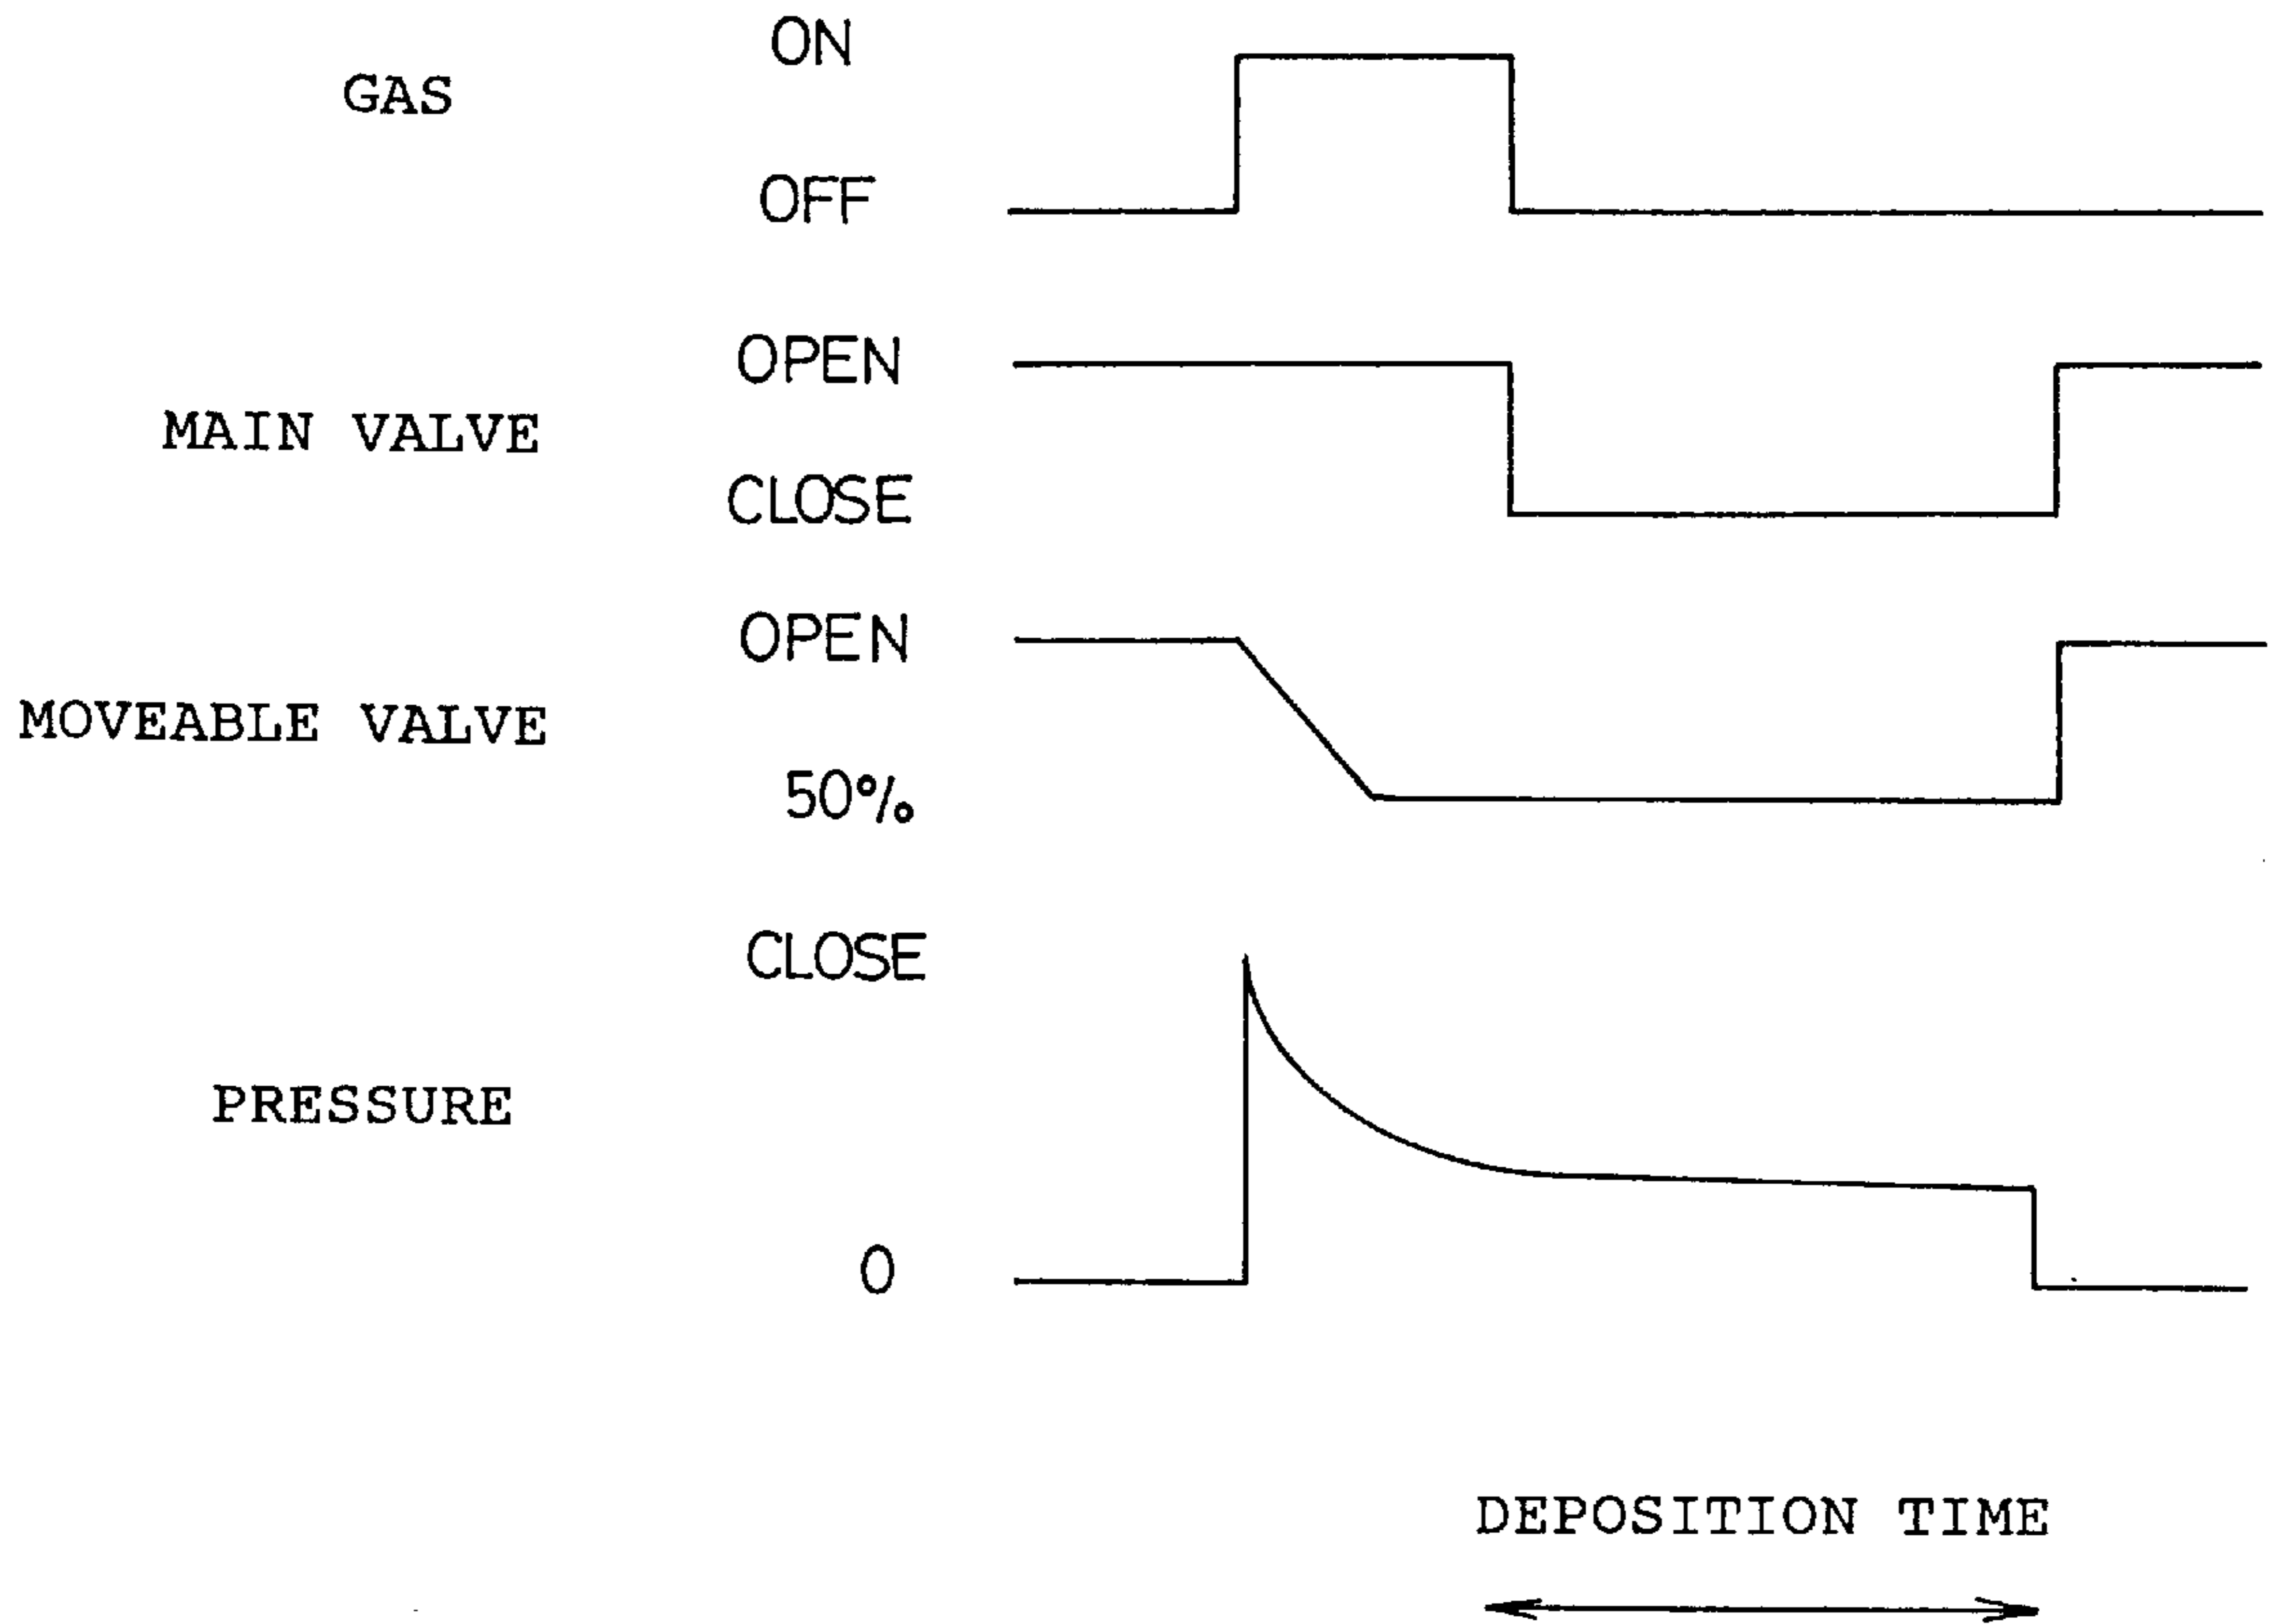 ON
GAS
OFF
OPEN
MAIN VALVE
CLOSE
OPEN
MOVEABLE VALVE
50%
CLOSE
PRESSURE
0
DEPOSITION TIME